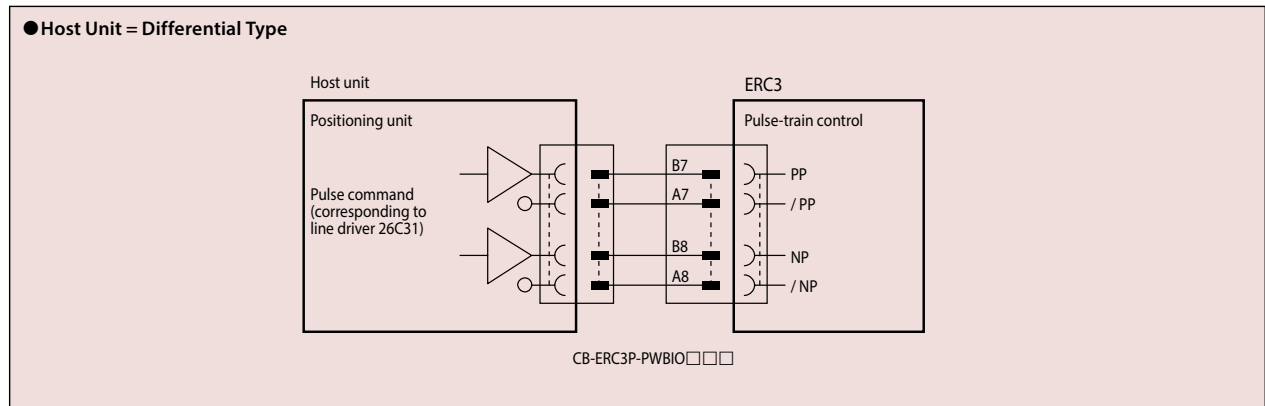 ●Host Unit = Differential Type
Host unit
ERC3
Positioning unit
Pulse-train control
Pulse command
(corresponding to
line driver 26C31)
B7
PP
A7
/ PP
B8
NP
A8
/ NP
CB-ERC3P-PWBIO□□□